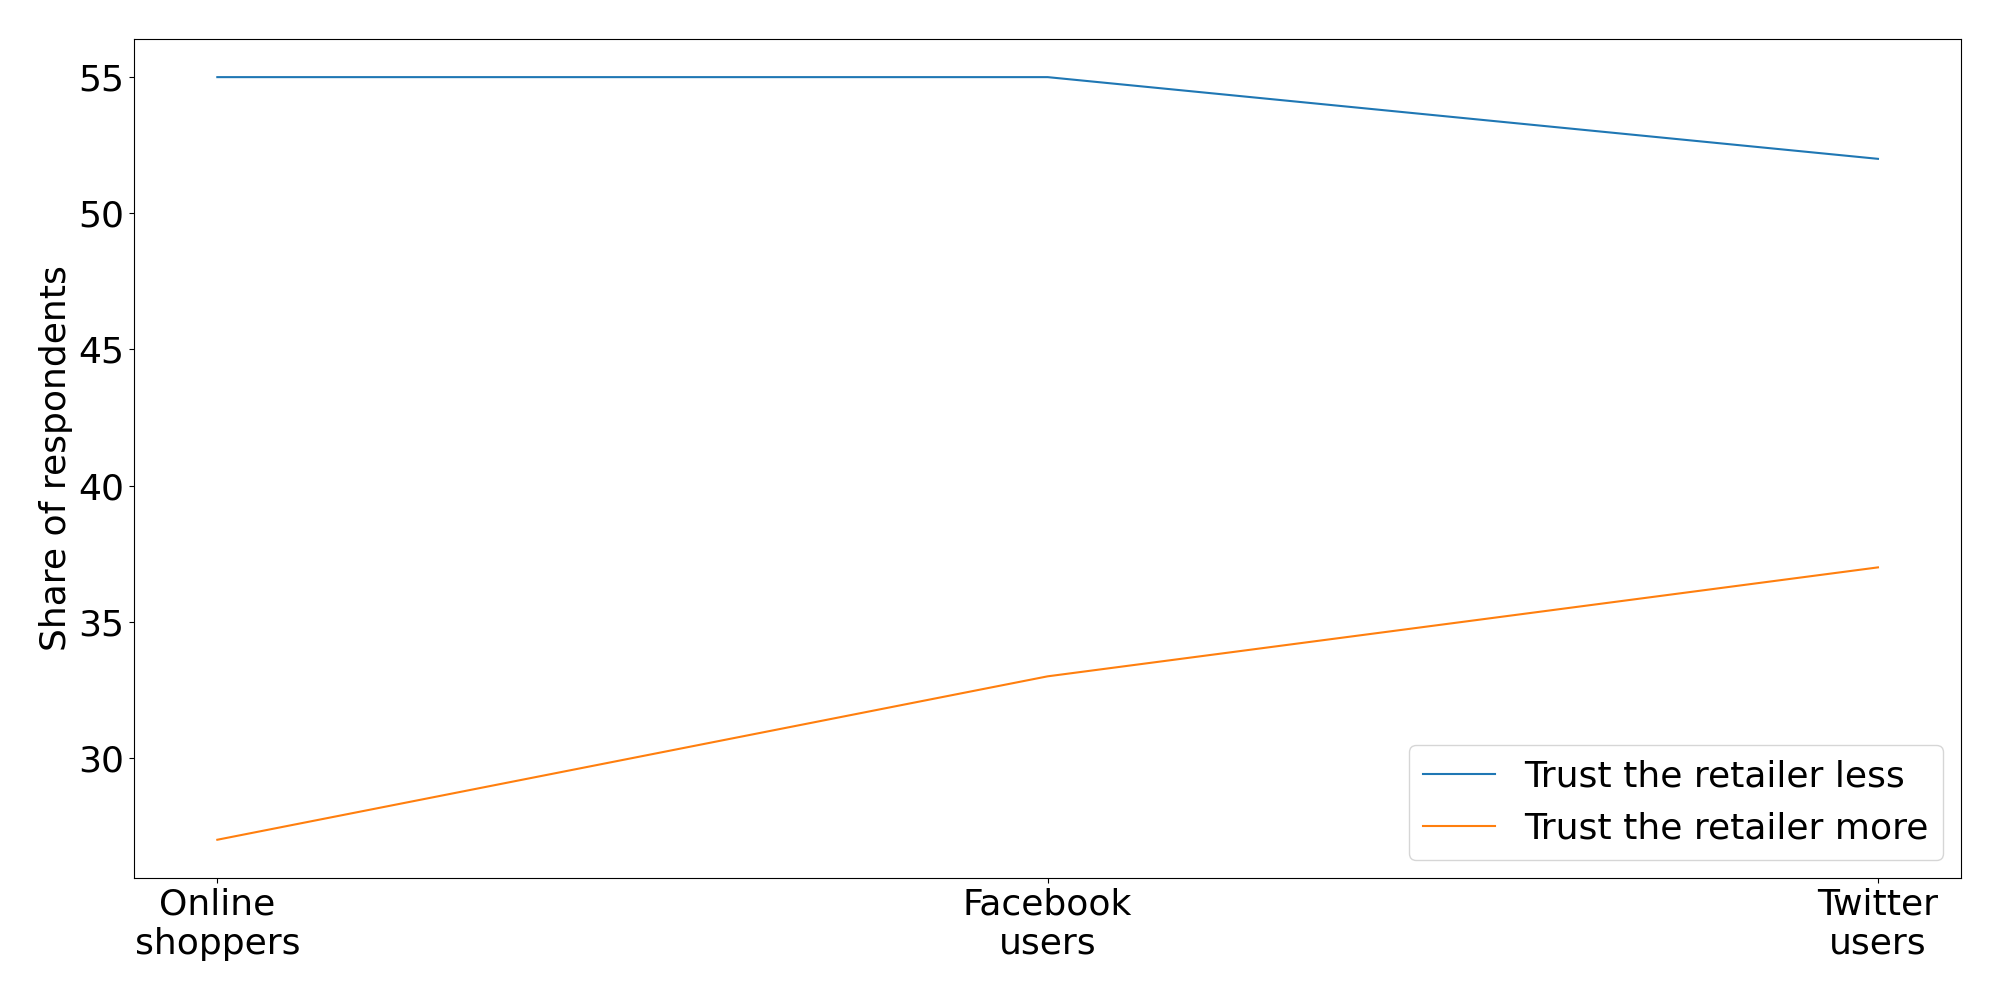 55
50
45
40
35
30
Share of respondents
Trust the retailer less
Trust the retailer more
Online
shoppers
Facebook
users
Twitter
users